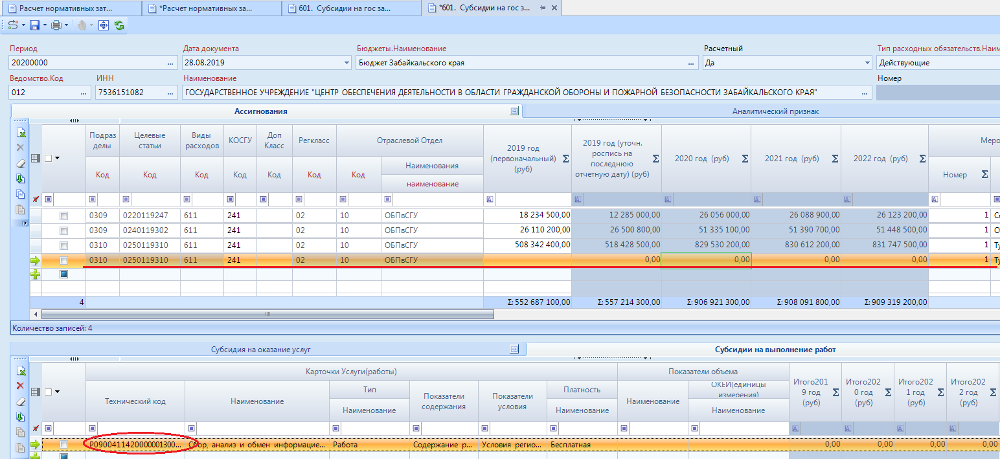 Расчет нормативных зат...
*Расчет нормативных за...
601. Субсидии на гос за...
*601. Субсидии на гос з...
Период
Дата документа
Бюджеты.Наименование
Расчетный
Тип расходных обязательств.Наим
20200000 ...
28.08.2019
Бюджет Забайкальского края ...
Да
Действующие
Ведомство.Код
ИНН
Наименование
Номер
012 ...
7536151082 ...
ГОСУДАРСТВЕННОЕ УЧРЕЖДЕНИЕ "ЦЕНТР ОБЕСПЕЧЕНИЯ ДЕЯТЕЛЬНОСТИ В ОБЛАСТИ ГРАЖДАНСКОЙ ОБОРОНЫ И ПОЖАРНОЙ БЕЗОПАСНОСТИ ЗАБАЙКАЛЬСКОГО КРАЯ" ...
Ассигнования
Аналитический признак
Подраз
делы
Целевые
статьи
Виды
расходов
КОСГУ
Доп
Класс
Регкласс
Отраслевой Отдел
2019 год
(первоначальный) Σ
(руб)
2019 год (уточн.
роспись на
последнюю Σ
отчетную дату) (руб)
2020 год (руб) Σ
2021 год (руб) Σ
2022 год (руб) Σ
Меро
Код
Код
Код
Код
Код
Код
Код
Наименования
наименование
Номер Σ
0309 0220119247 611 241 02 10 ОБПвСГУ 18 234 500,00 12 285 000,00 26 056 000,00 26 088 900,00 26 123 200,00 1 Со
0309 0240119302 611 241 02 10 ОБПвСГУ 26 110 200,00 26 500 800,00 51 335 100,00 51 390 700,00 51 448 500,00 1 О
0310 0250119310 611 241 02 10 ОБПвСГУ 508 342 400,00 518 428 500,00 829 530 200,00 830 612 200,00 831 747 500,00 1 Ту
0310 0250119310 611 241 02 10 ОБПвСГУ 0,00 0,00 0,00 0,00 1 Ту
4 Σ: 552 687 100,00 Σ: 557 214 300,00 Σ: 906 921 300,00 Σ: 908 091 800,00 Σ: 909 319 200,00
Количество записей: 4
Субсидия на оказание услуг
Субсидии на выполнение работ
Карточки Услуги(работы)
Показатели объема
Технический код
Наименование
Тип
Наименование
Показатели
содержания
Показатели
условия
Платность
Наименование
Наименование
ОКЕИ(единицы
измерения)
Наименование
Итого201
9 год Σ
(руб)
Итого202
0 год Σ
(руб)
Итого202
1 год Σ
(руб)
Итого202
2 год Σ
(руб)
Р0900411420000001300... Сбор, анализ и обмен информацие... Работа Содержание р... Условия регио... Бесплатная 0,00 0,00 0,00 0,00